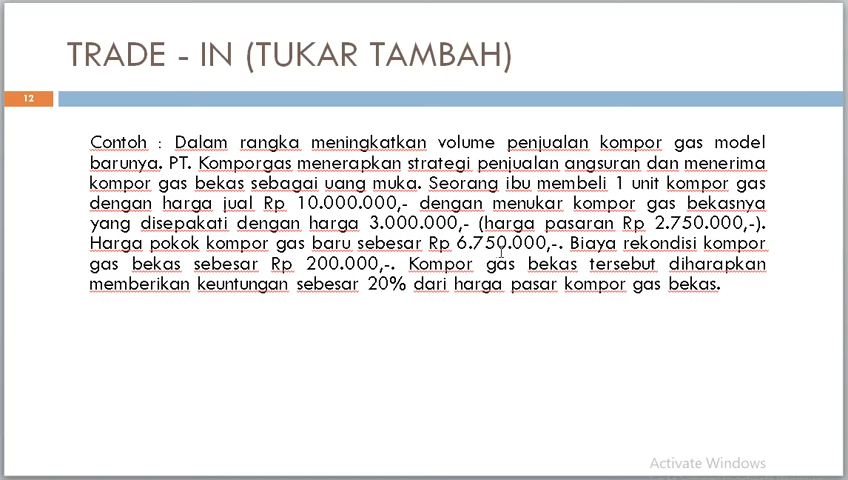 TRADE - IN (TUKAR TAMBAH)
12
Contoh : Dalam rangka meningkatkan volume penjualan kompor gas model
barunya. PT. Komporgas menerapkan strategi penjualan angsuran dan menerima
kompor gas bekas sebagai uang muka. Seorang ibu membeli 1 unit kompor gas
dengan harga jual Rp 10.000.000,- dengan menukar kompor gas bekasnya
yang disepakati dengan harga 3.000.000,- (harga pasaran Rp 2.750.000,-).
Harga pokok kompor gas baru sebesar Rp 6.750.000,-. Biaya rekondisi kompor
gas bekas sebesar Rp 200.000,-. Kompor gas bekas tersebut diharapkan
memberikan keuntungan sebesar 20% dari harga pasar kompor gas bekas.
Activate Windows